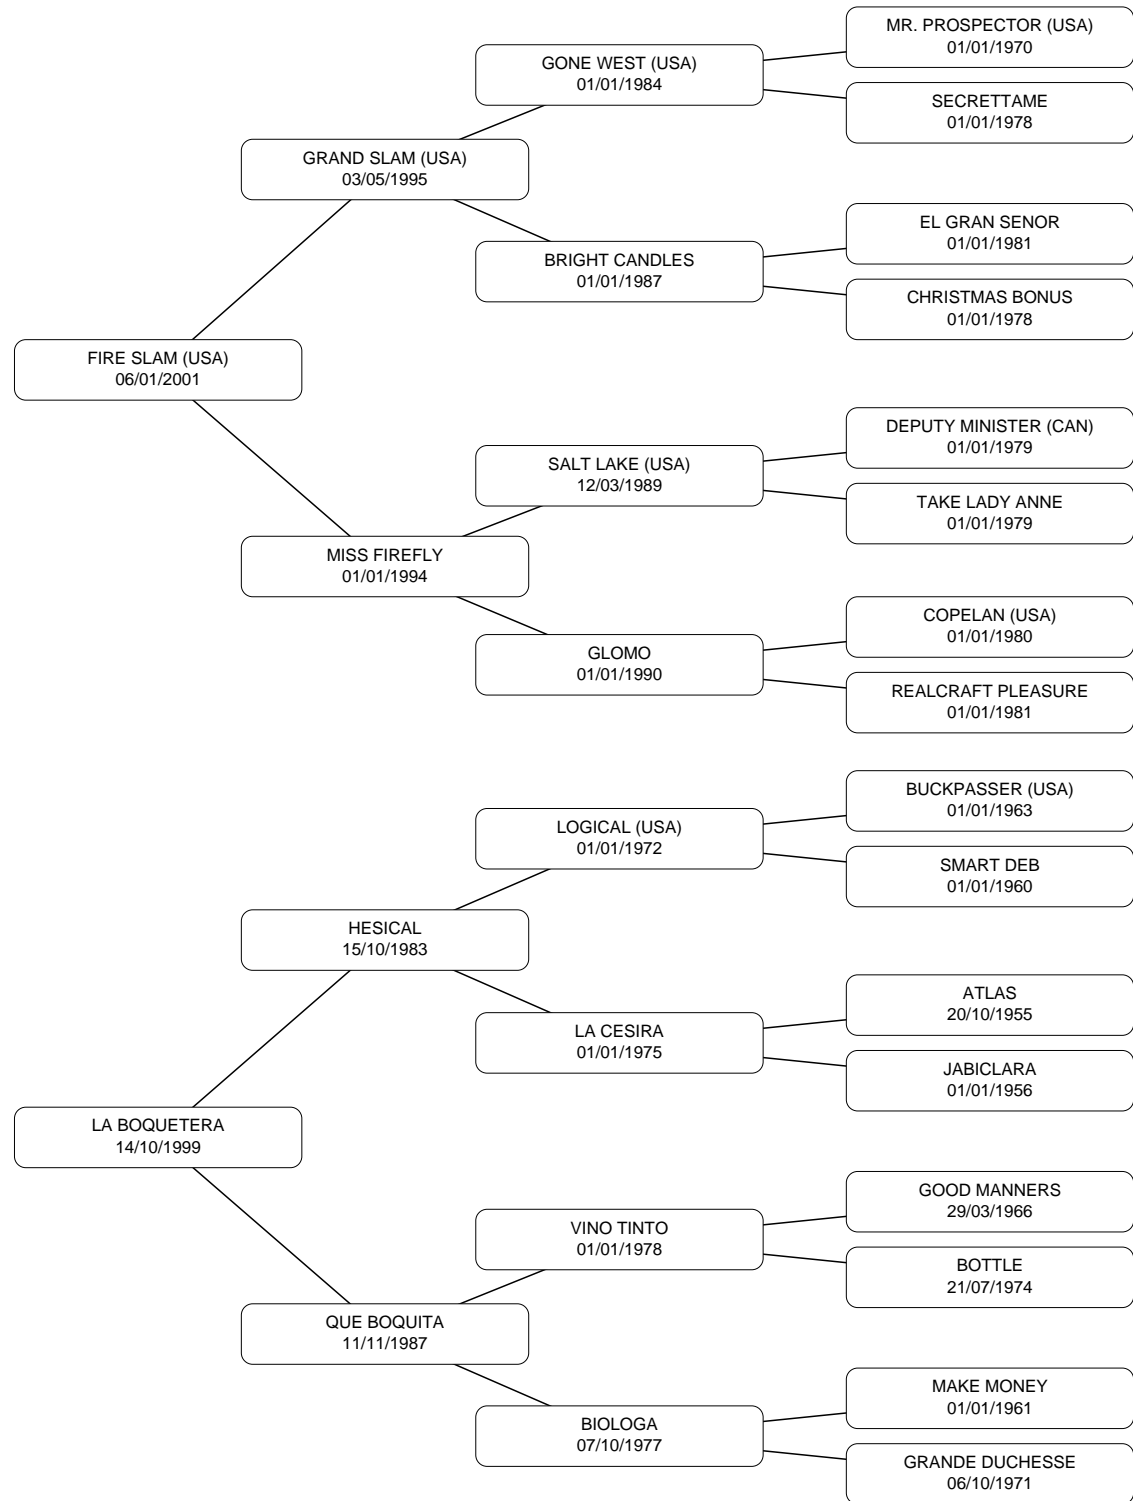 MR. PROSPECTOR (USA)
01/01/1970
GONE WEST (USA)
01/01/1984
SECRETTAME
01/01/1978
GRAND SLAM (USA)
03/05/1995
EL GRAN SENOR
01/01/1981
BRIGHT CANDLES
01/01/1987
CHRISTMAS BONUS
01/01/1978
FIRE SLAM (USA)
06/01/2001
DEPUTY MINISTER (CAN)
01/01/1979
SALT LAKE (USA)
12/03/1989
TAKE LADY ANNE
01/01/1979
MISS FIREFLY
01/01/1994
COPELAN (USA)
01/01/1980
GLOMO
01/01/1990
REALCRAFT PLEASURE
01/01/1981
BUCKPASSER (USA)
01/01/1963
LOGICAL (USA)
01/01/1972
SMART DEB
01/01/1960
HESICAL
15/10/1983
ATLAS
20/10/1955
LA CESIRA
01/01/1975
JABICLARA
01/01/1956
LA BOQUETERA
14/10/1999
GOOD MANNERS
29/03/1966
VINO TINTO
01/01/1978
BOTTLE
21/07/1974
QUE BOQUITA
11/11/1987
MAKE MONEY
01/01/1961
BIOLOGA
07/10/1977
GRANDE DUCHESSE
06/10/1971